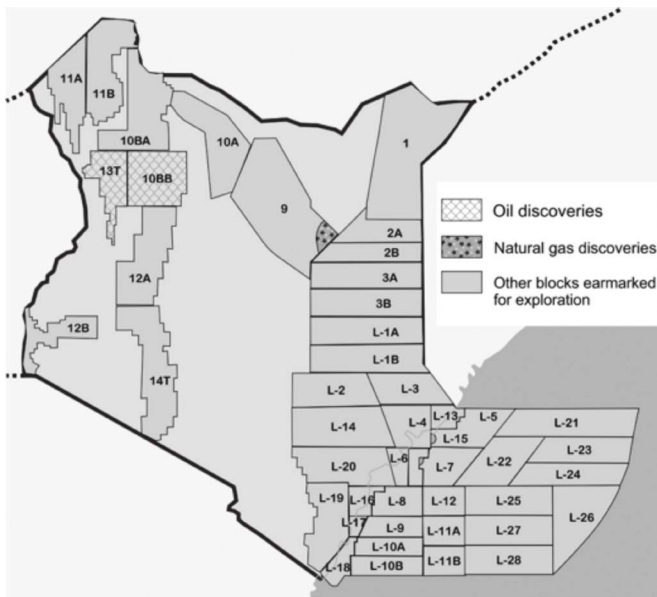 11A
11B
10BA
10A
1
13T
10BB
9
Oil discoveries
Natural gas discoveries
Other blocks earmarked
for exploration
2A
2B
12A
3A
3B
12B
L-1A
14T
L-1B
L-2
L-3
L-14
L-4
L-13
L-5
L-21
L-15
L-20
L-6
L-7
L-22
L-23
L-24
L-19
L-16
L-8
L-12
L-25
L-26
L-17
L-9
L-11A
L-27
L-10A
L-18
L-10B
L-11B
L-28